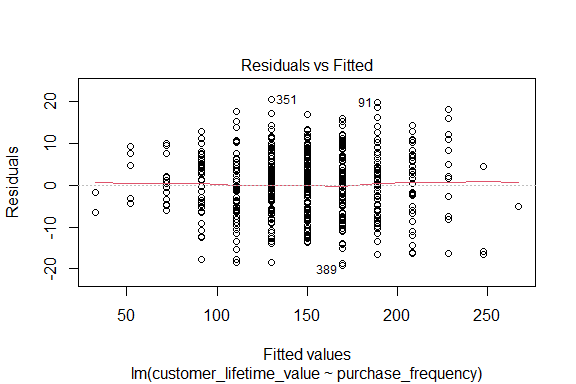 Residuals vs Fitted
20
10
0
-10
-20
Residuals
351
91
389
50 100 150 200 250
Fitted values
lm(customer_lifetime_value ~ purchase_frequency)